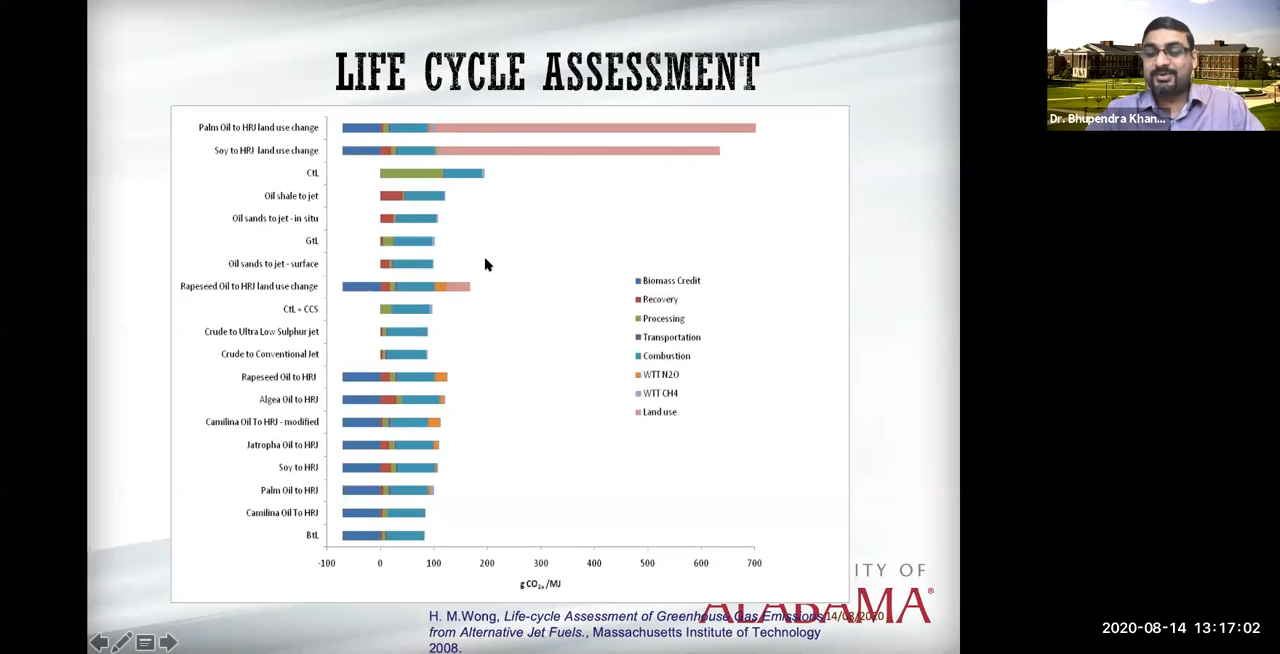 LIFE CYCLE ASSESSMENT
Palm Oil to HRJ land use change
Soy to HRJ land use change
CtL
Oil shale to jet
Oil sands to jet - in situ
GtL
Oil sands to jet - surface
Rapeseed Oil to HRJ land use change
CtL + CCS
Crude to Ultra Low Sulphur jet
Crude to Conventional Jet
Rapeseed Oil to HRJ
Algea Oil to HRJ
Camilina Oil To HRJ - modified
Jatropha Oil to HRJ
Soy to HRJ
Palm Oil to HRJ
Camilina Oil To HRJ
BtL
Biomass Credit
Recovery
Processing
Transportation
Combustion
WTT N2O
WTT CH4
Land use
-100 0 100 200 300 400 500 600 700
g CO2e/MJ
ITY OF
ALABAMA®
H. M.Wong, Life-cycle Assessment of Greenhouse Gas Emissions
from Alternative Jet Fuels., Massachusetts Institute of Technology
2008.
14/08/2020
Dr. Bhupendra Khan...
2020-08-14 13:17:02